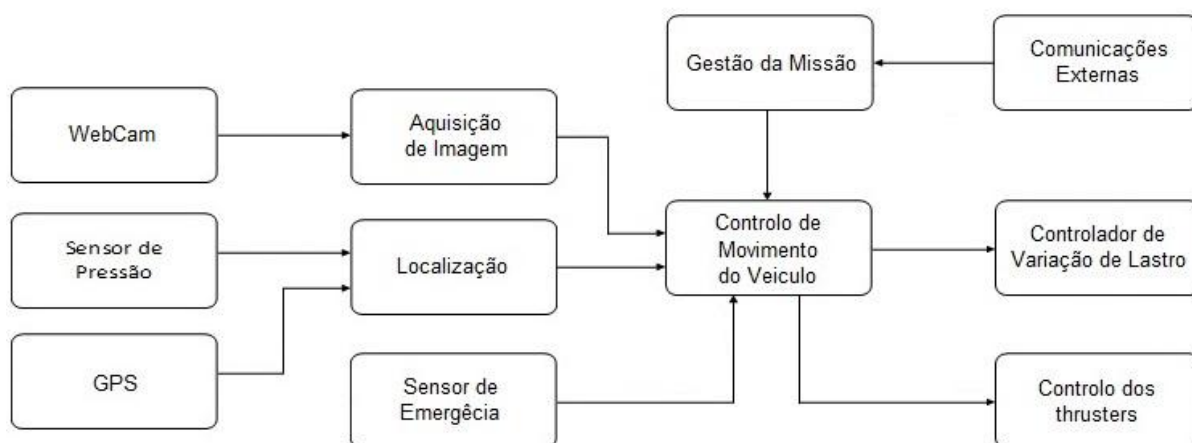 Gestão da Missão
Comunicações
Externas
WebCam
Aquisição
de Imagem
Sensor de
Pressão
Localização
Controlo de
Movimento
do Veiculo
Controlador de
Variação de Lastro
GPS
Sensor de
Emergêcia
Controlo dos
thrusters